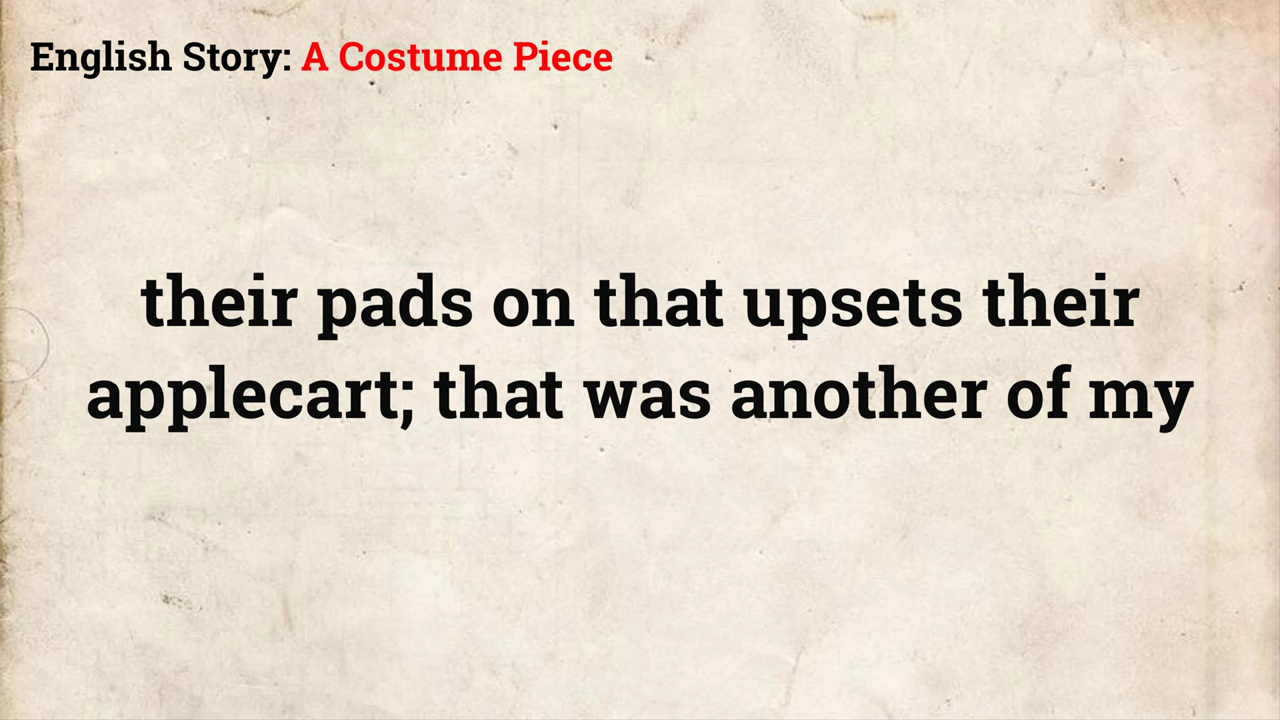 English Story: A Costume Piece
their pads on that upsets their
applecart; that was another of my